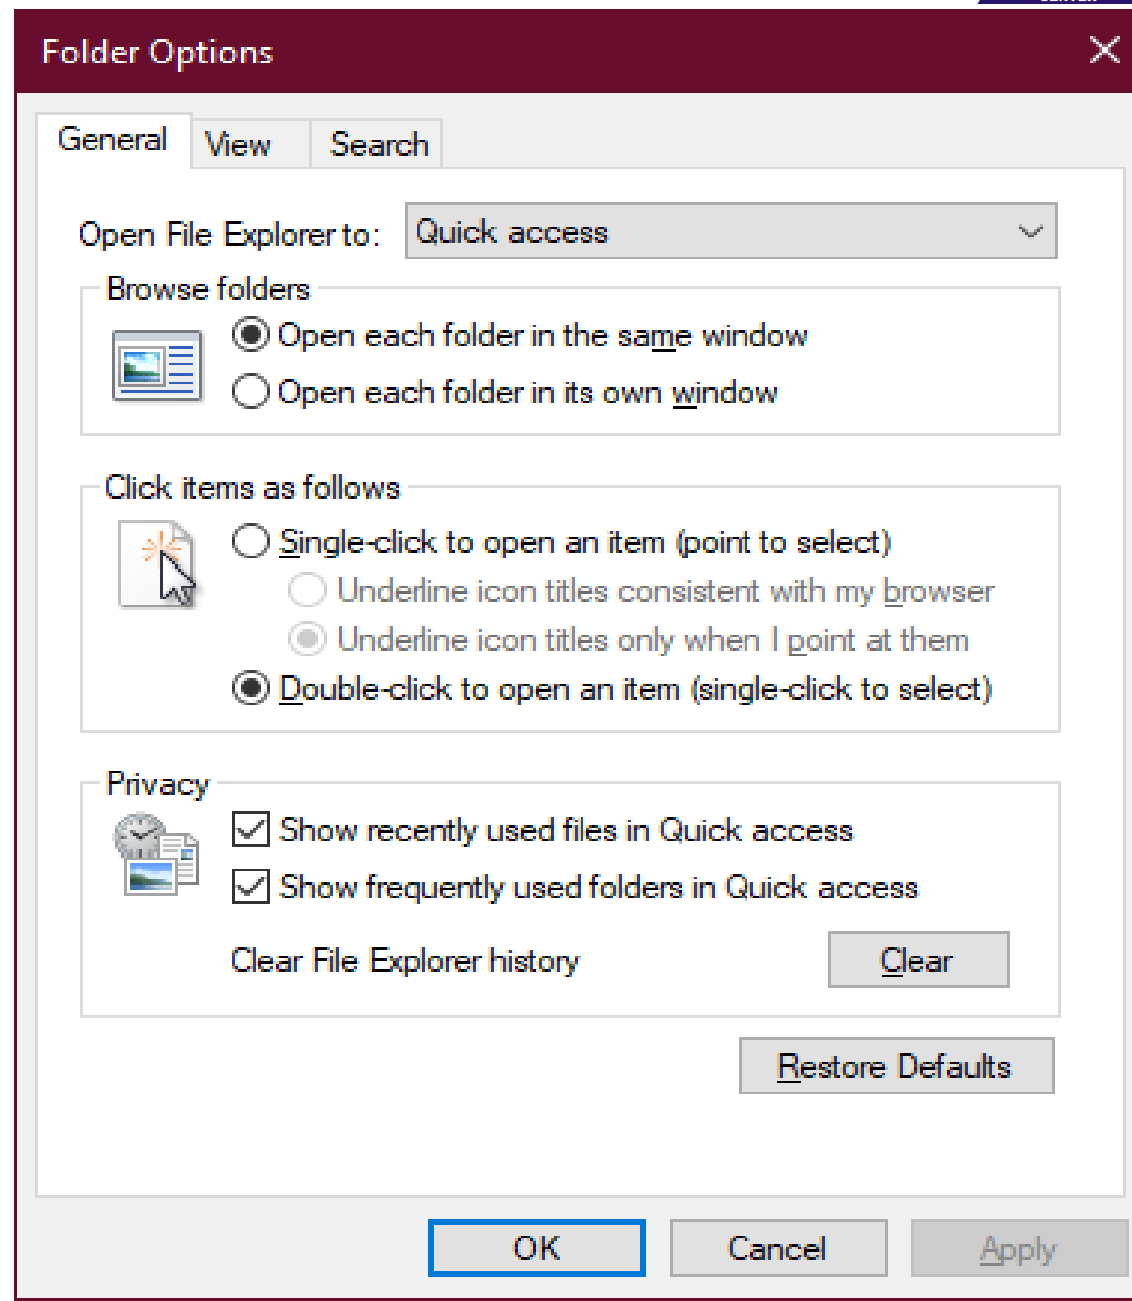 Folder Options
General
View
Search
Open File Explorer to:
Quick access
Browse folders
Open each folder in the same window
Open each folder in its own window
Click items as follows
Single-click to open an item (point to select)
Underline icon titles consistent with my browser
Underline icon titles only when I point at them
Double-click to open an item (single-click to select)
Privacy
Show recently used files in Quick access
Show frequently used folders in Quick access
Clear File Explorer history
Clear
Restore Defaults
OK
Cancel
Apply